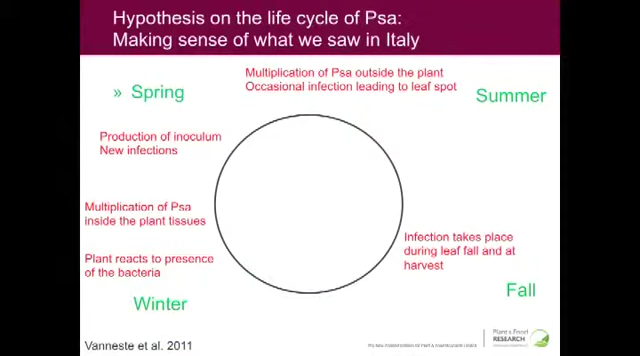 Hypothesis on the life cycle of Psa:
Making sense of what we saw in Italy
Multiplication of Psa outside the plant
Occasional infection leading to leaf spot
» Spring
Summer
Production of inoculum
New infections
Multiplication of Psa
inside the plant tissues
Plant reacts to presence
of the bacteria
Infection takes place
during leaf fall and at
harvest
Winter
Fall
Vanneste et al. 2011
Plant & Food
RESEARCH